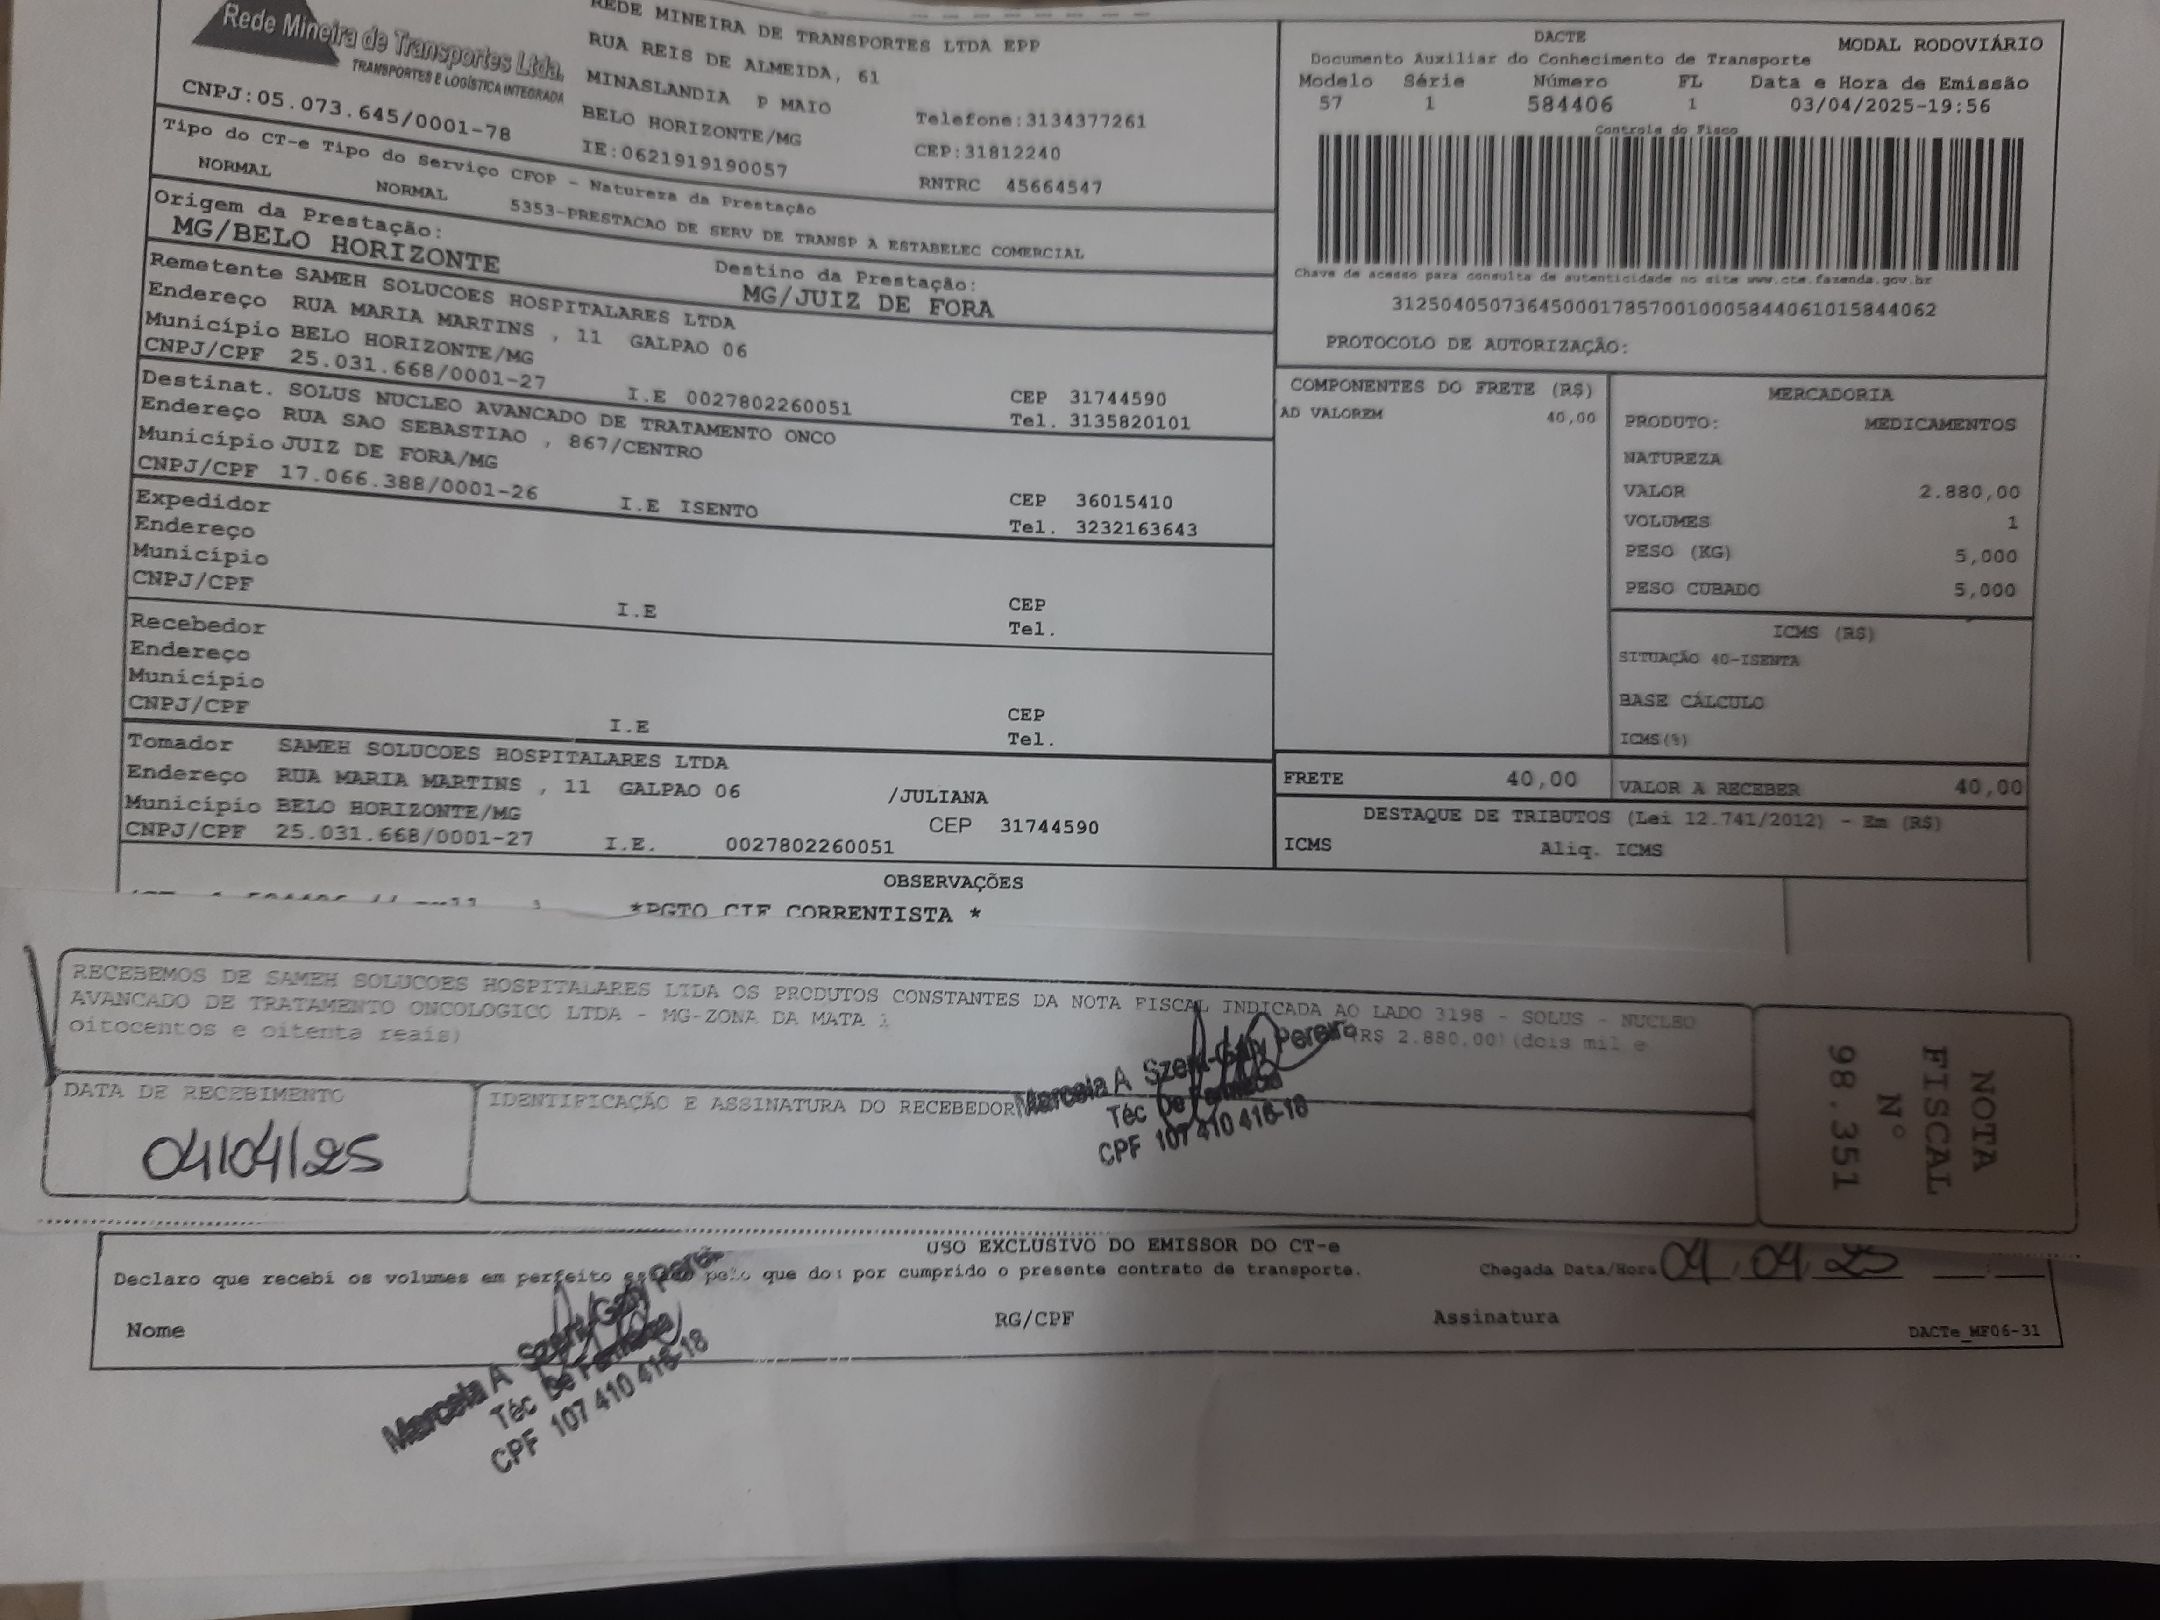 Rede Mineira de Transportes Ltda.
TRANSPORTES E LOGÍSTICA INTEGRADA
CNPJ:05.073.645/0001-78
REDE MINEIRA DE TRANSPORTES LTDA EPP
RUA REIS DE ALMEIDA, 61
MINASLANDIA P MAIO
BELO HORIZONTE/MG
IE:0621919190057
Telefone:3134377261
CEP:31812240
RNTRC 45664547
DACTE
MODAL RODOVIÁRIO
Documento Auxiliar do Conhecimento de Transporte
Modelo Série Número FL Data e Hora de Emissão
57 1 584406 1 03/04/2025-19:56
Controle do Fisco
Chave de acesso para consulta de autenticidade no site www.cte.fazenda.gov.br
31250405073645000178570010005844061015844062
PROTOCOLO DE AUTORIZAÇÃO:
Tipo do CT-e Tipo do Serviço CFOP - Natureza da Prestação
NORMAL NORMAL 5353-PRESTACAO DE SERV DE TRANSP A ESTABELEC COMERCIAL
Origem da Prestação:
MG/BELO HORIZONTE
Destino da Prestação:
MG/JUIZ DE FORA
Remetente SAMEH SOLUCOES HOSPITALARES LTDA
Endereço RUA MARIA MARTINS , 11 GALPAO 06
Município BELO HORIZONTE/MG CEP 31744590
CNPJ/CPF 25.031.668/0001-27 I.E 0027802260051 Tel. 3135820101
Destinat. SOLUS NUCLEO AVANCADO DE TRATAMENTO ONCO
Endereço RUA SAO SEBASTIAO , 867/CENTRO
Município JUIZ DE FORA/MG CEP 36015410
CNPJ/CPF 17.066.388/0001-26 I.E ISENTO Tel. 3232163643
Expedidor
Endereço
Município CEP
CNPJ/CPF I.E Tel.
Recebedor
Endereço
Município CEP
CNPJ/CPF I.E Tel.
Tomador SAMEH SOLUCOES HOSPITALARES LTDA
Endereço RUA MARIA MARTINS , 11 GALPAO 06 /JULIANA
Município BELO HORIZONTE/MG CEP 31744590
CNPJ/CPF 25.031.668/0001-27 I.E. 0027802260051
COMPONENTES DO FRETE (R$)
AD VALOREM 40,00
MERCADORIA
PRODUTO: MEDICAMENTOS
NATUREZA
VALOR 2.880,00
VOLUMES 1
PESO (KG) 5,000
PESO CUBADO 5,000
ICMS (R$)
SITUAÇÃO 40-ISENTA
BASE CÁLCULO
ICMS(%)
FRETE 40,00 VALOR A RECEBER 40,00
DESTAQUE DE TRIBUTOS (Lei 12.741/2012) - Em (R$)
ICMS Aliq. ICMS
OBSERVAÇÕES
*PGTO CIF CORRENTISTA *
RECEBEMOS DE SAMEH SOLUCOES HOSPITALARES LTDA OS PRODUTOS CONSTANTES DA NOTA FISCAL INDICADA AO LADO 3198 - SOLUS - NUCLEO
AVANCADO DE TRATAMENTO ONCOLOGICO LTDA - MG-ZONA DA MATA 1 (R$ 2.880,00) (dois mil e
oitocentos e oitenta reais)
DATA DE RECEBIMENTO
04/04/25
IDENTIFICAÇÃO E ASSINATURA DO RECEBEDOR
Marcela A Pereira
Téc De Farmácia
CPF 107 410 416-18
NOTA
FISCAL
Nº
98.351
USO EXCLUSIVO DO EMISSOR DO CT-e
Declaro que recebi os volumes em perfeito estado pelo que dou por cumprido o presente contrato de transporte.
Chegada Data/Hora 04/04/25
Nome RG/CPF Assinatura
DACTe_MF06-31
Marcela A
Téc De Farmácia
CPF 107 410 416-18